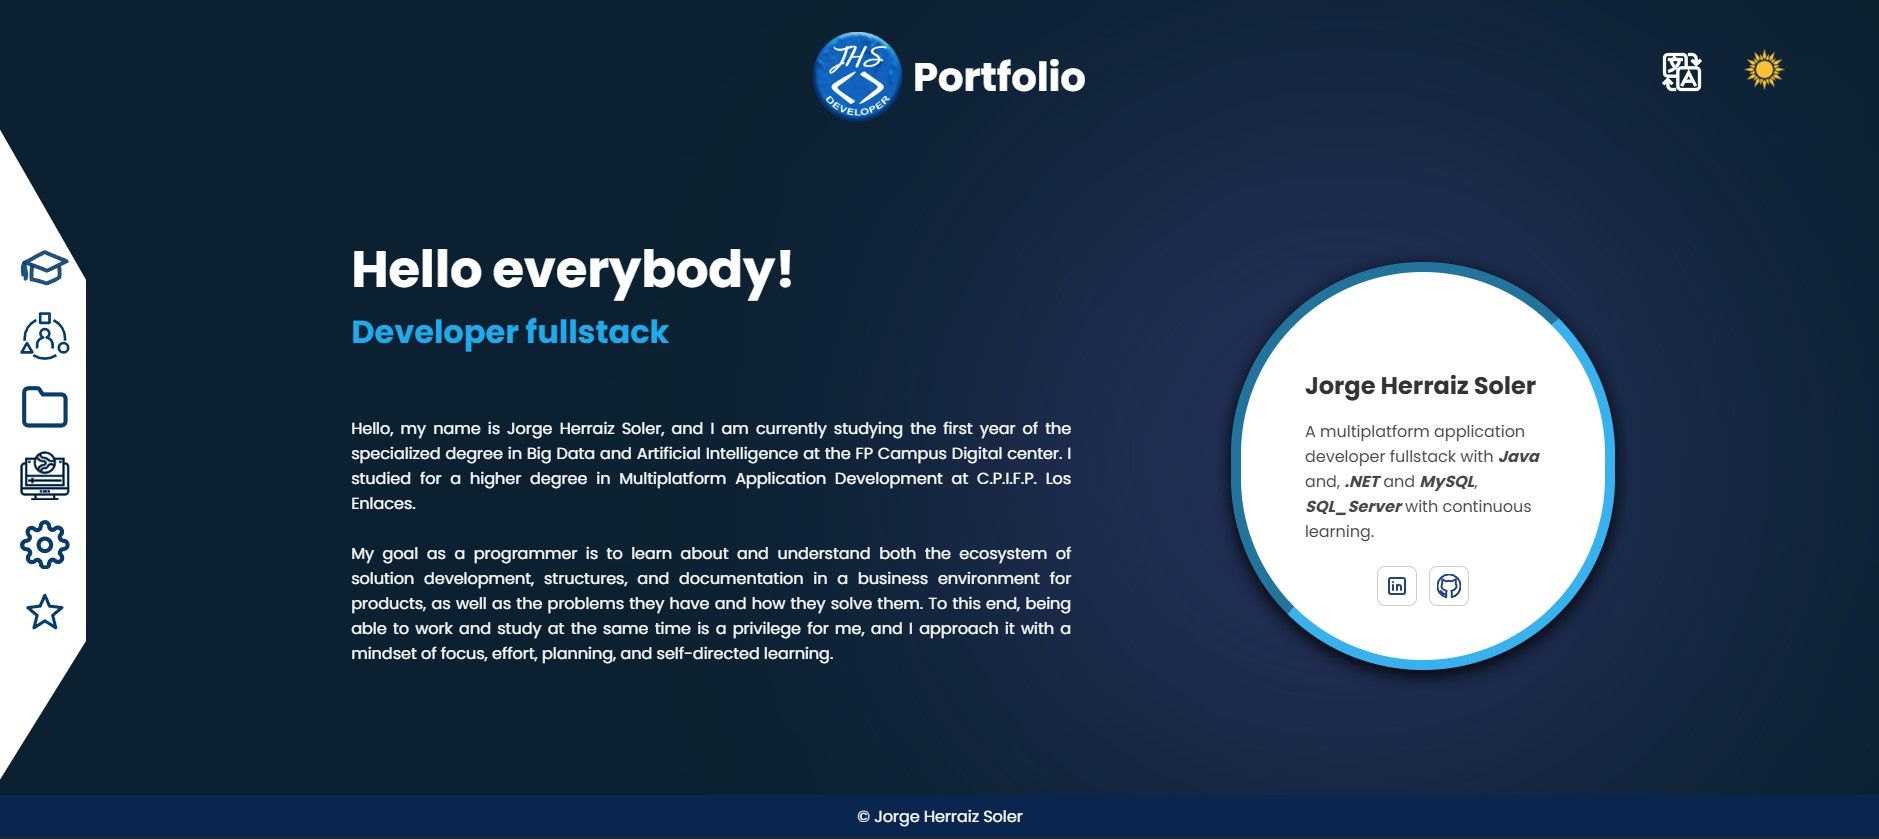 JHS
DEVELOPER
Portfolio
Hello everybody!
Developer fullstack
Hello, my name is Jorge Herraiz Soler, and I am currently studying the first year of the
specialized degree in Big Data and Artificial Intelligence at the FP Campus Digital center. I
studied for a higher degree in Multiplatform Application Development at C.P.I.F.P. Los
Enlaces.
My goal as a programmer is to learn about and understand both the ecosystem of
solution development, structures, and documentation in a business environment for
products, as well as the problems they have and how they solve them. To this end, being
able to work and study at the same time is a privilege for me, and I approach it with a
mindset of focus, effort, planning, and self-directed learning.
Jorge Herraiz Soler
A multiplatform application
developer fullstack with Java
and, .NET and MySQL,
SQL_Server with continuous
learning.
© Jorge Herraiz Soler